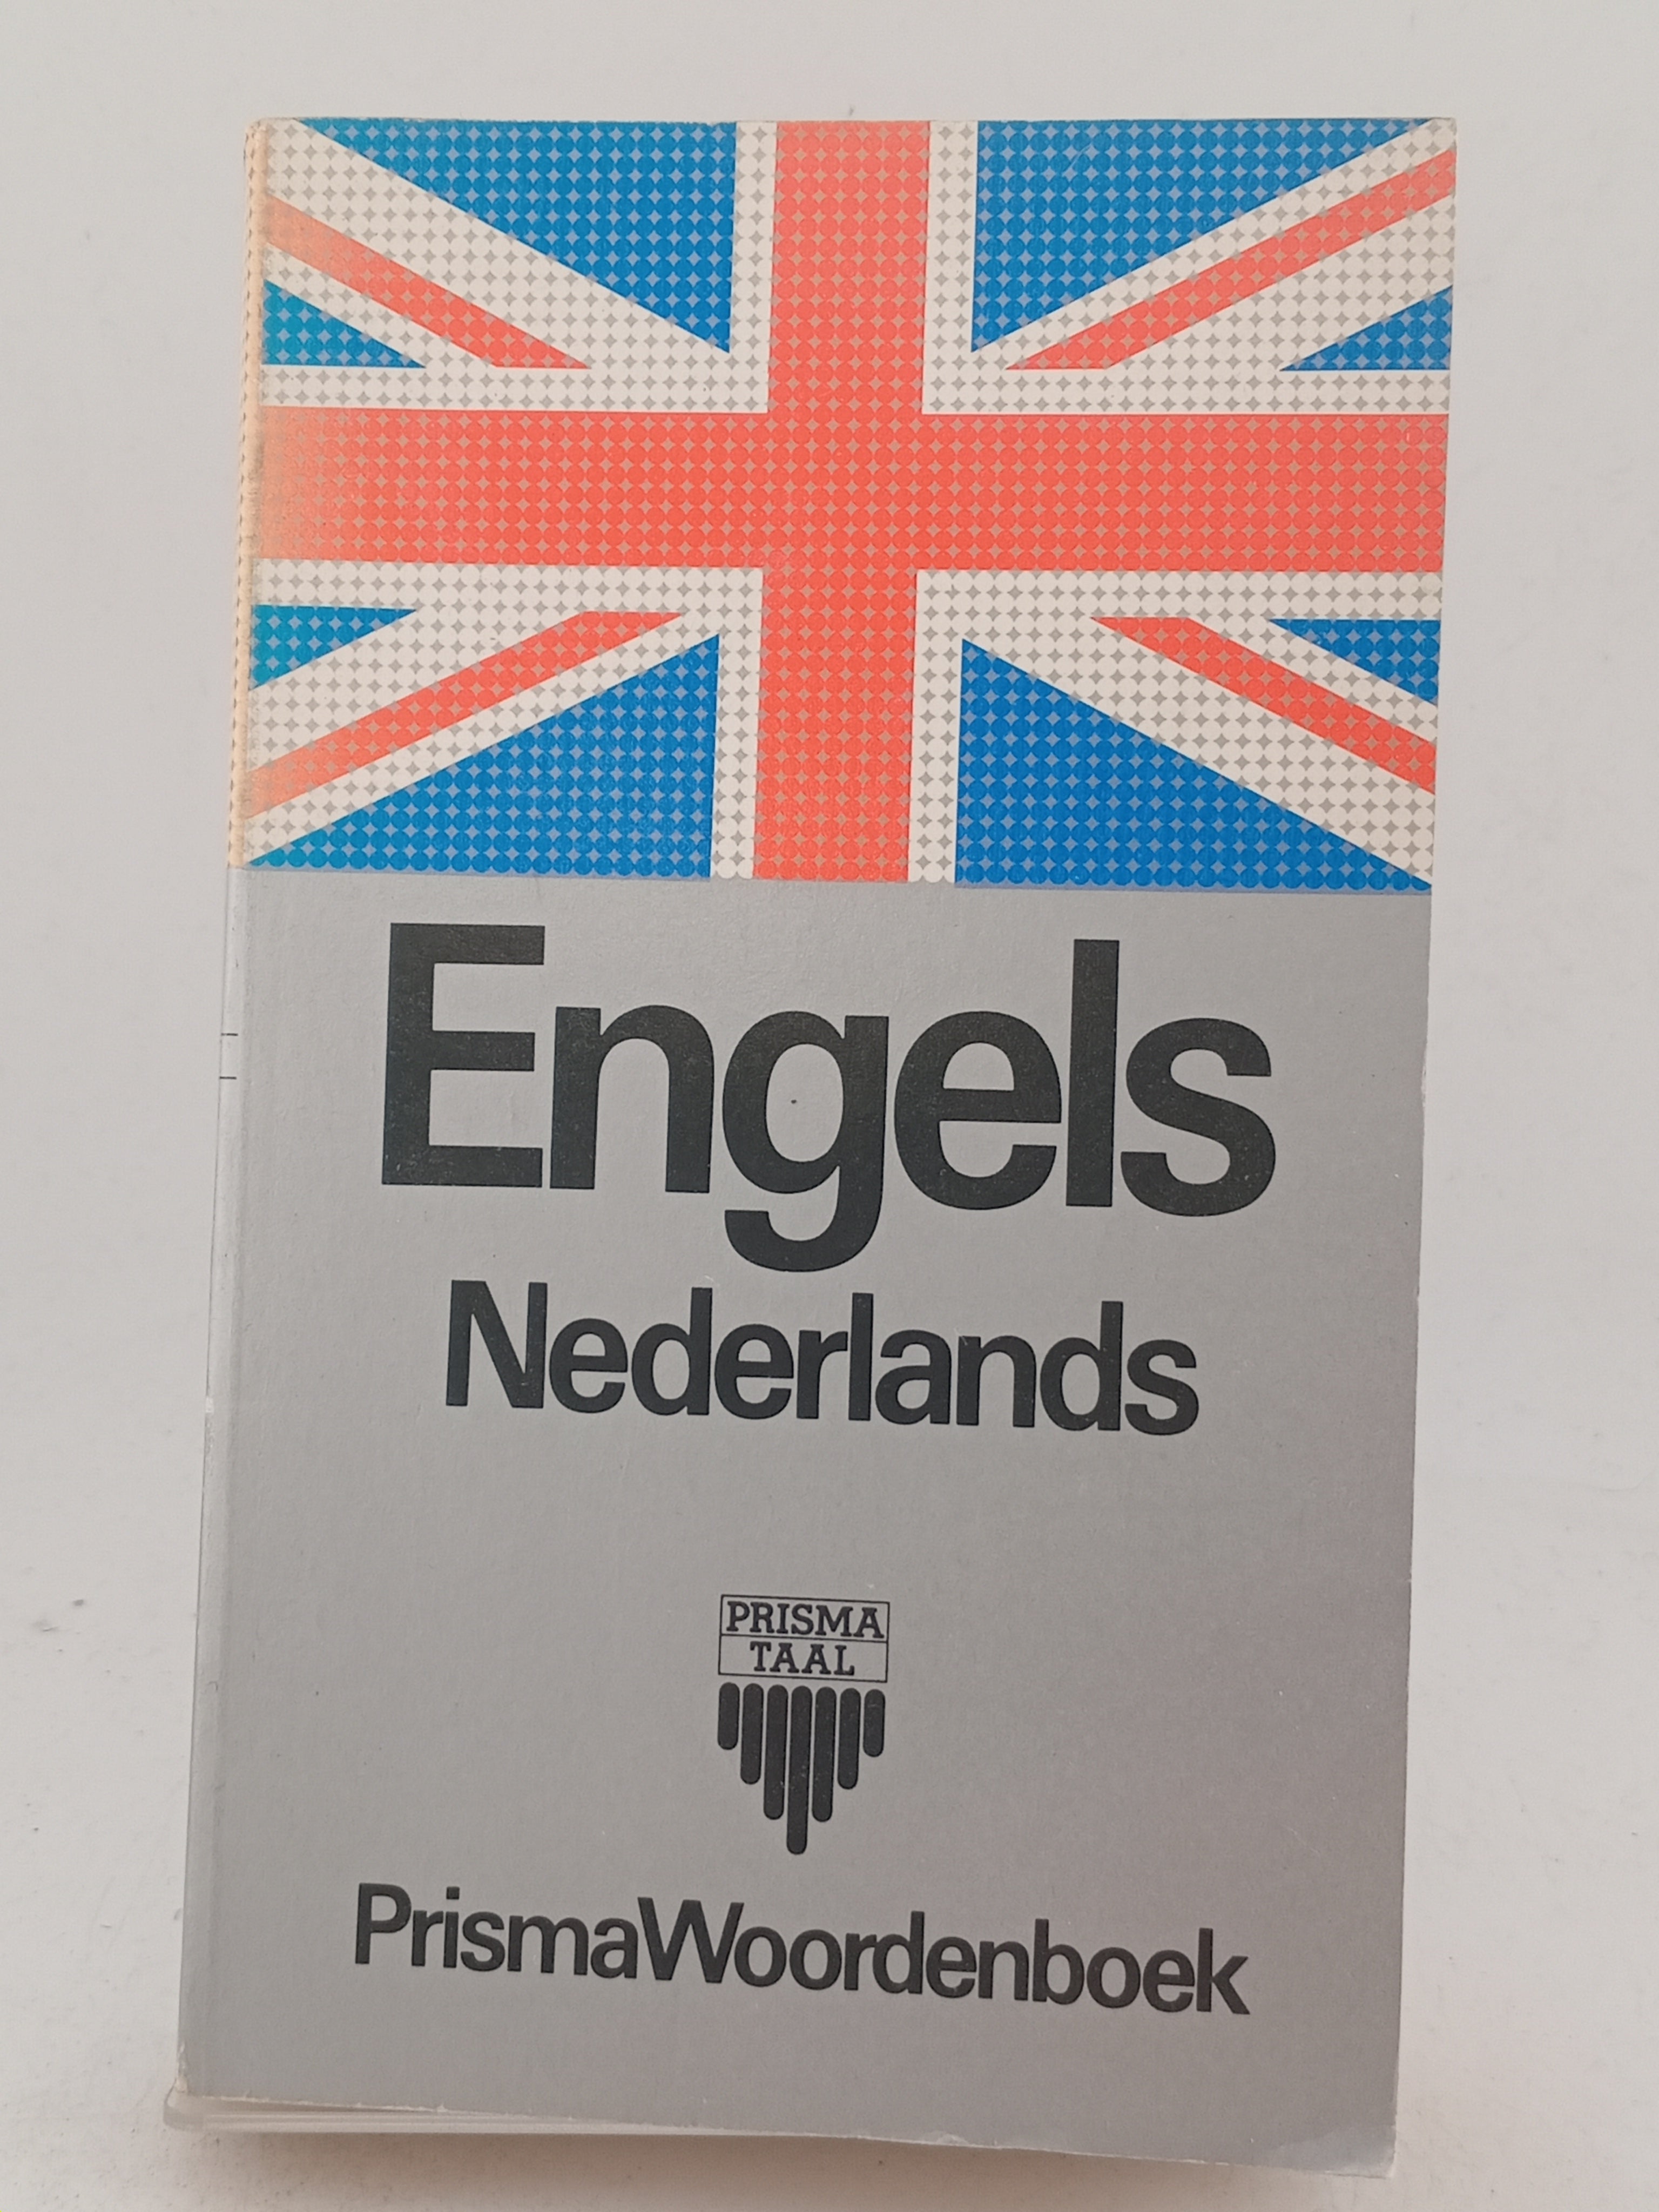 Engels
Nederlands
PRISMA
TAAL
PrismaWoordenboek